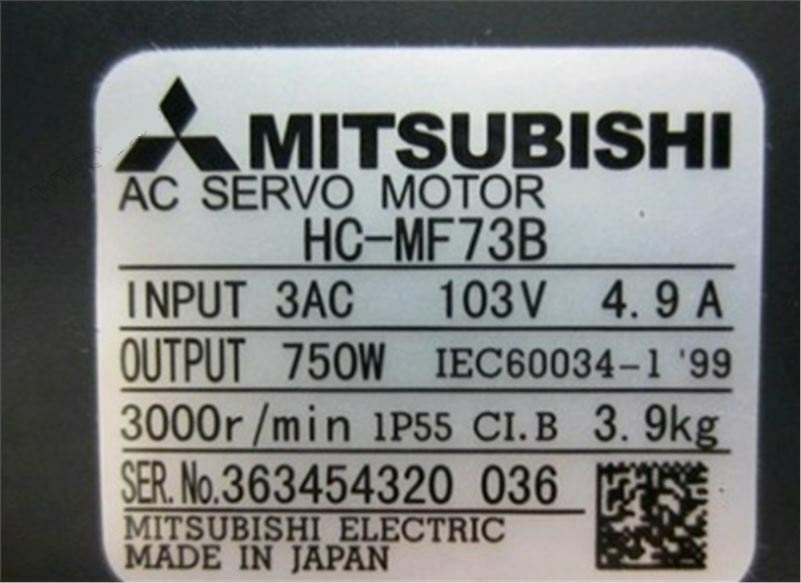 MITSUBISHI
AC SERVO MOTOR
HC-MF73B
INPUT 3AC 103V 4.9A
OUTPUT 750W IEC60034-1 '99
3000r/min IP55 CI.B 3.9kg
SER.No.363454320 036
MITSUBISHI ELECTRIC
MADE IN JAPAN